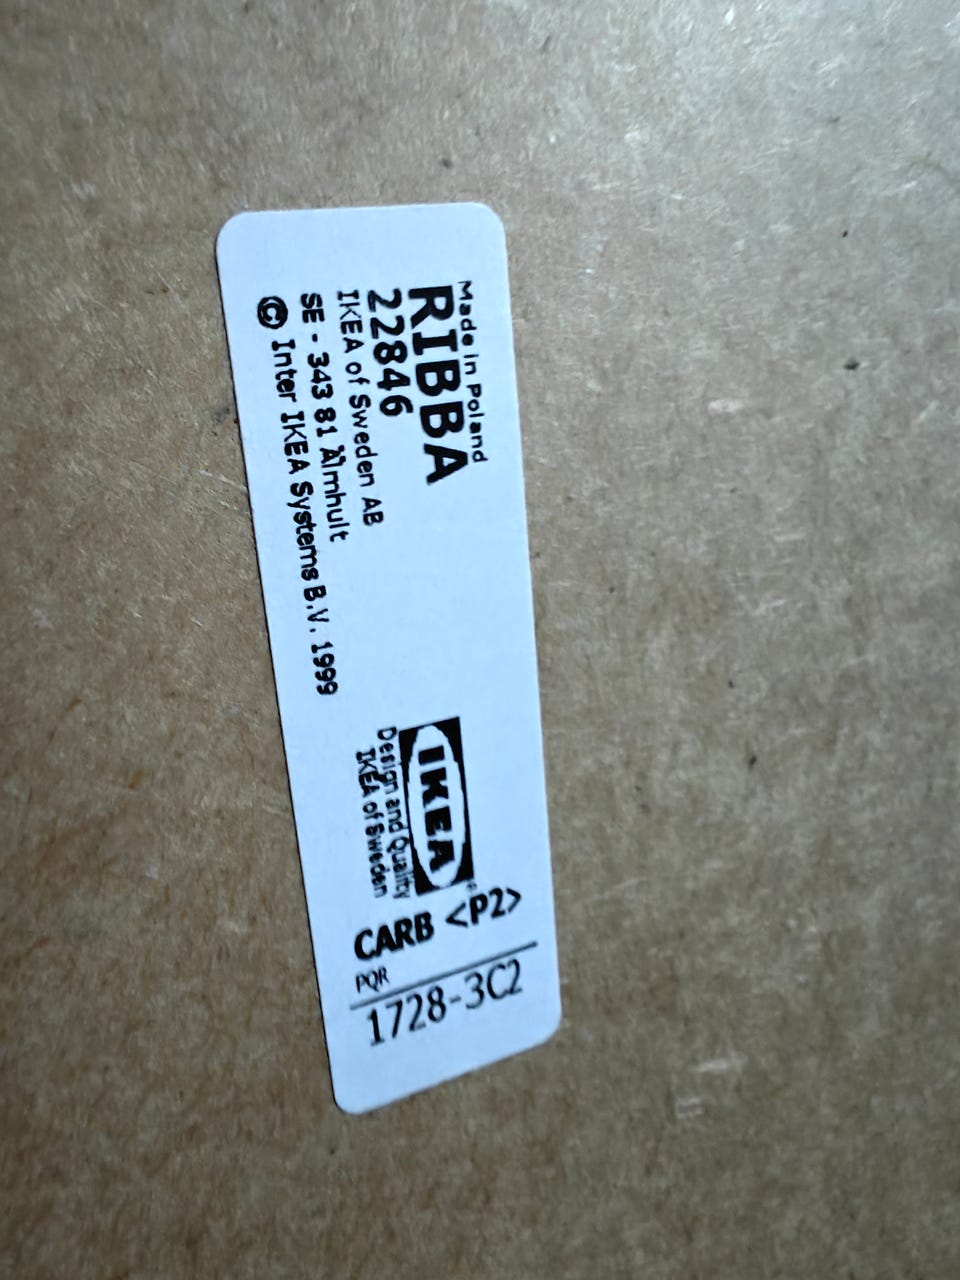 Made in Poland
RIBBA
22846
IKEA of Sweden AB
SE - 343 81 Älmhult
© Inter IKEA Systems B.V. 1999
IKEA®
Design and Quality
IKEA of Sweden
CARB <P2>
PQR
1728-3C2